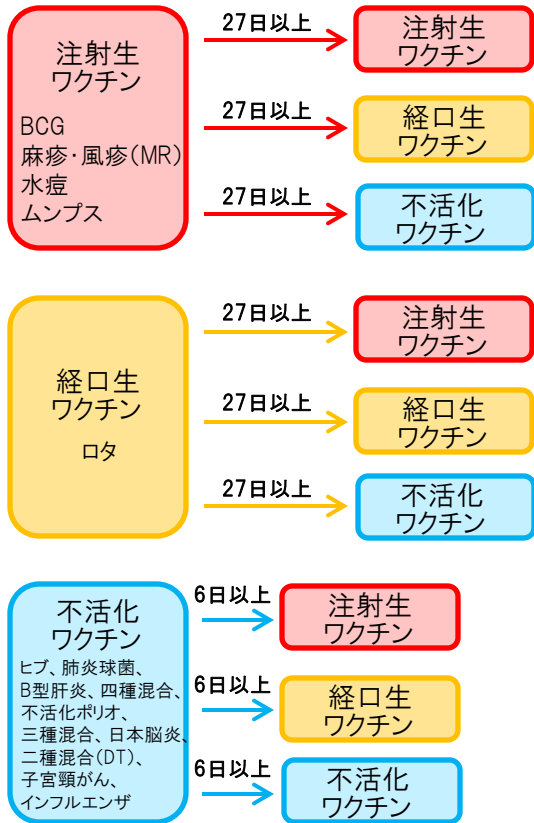 注射生
ワクチン
BCG
麻疹・風疹(MR)
水痘
ムンプス
27日以上
注射生
ワクチン
27日以上
経口生
ワクチン
27日以上
不活化
ワクチン
経口生
ワクチン
ロタ
27日以上
注射生
ワクチン
27日以上
経口生
ワクチン
27日以上
不活化
ワクチン
不活化
ワクチン
ヒブ、肺炎球菌、
B型肝炎、四種混合、
不活化ポリオ、
三種混合、日本脳炎、
二種混合(DT)、
子宮頸がん、
インフルエンザ
6日以上
注射生
ワクチン
6日以上
経口生
ワクチン
6日以上
不活化
ワクチン